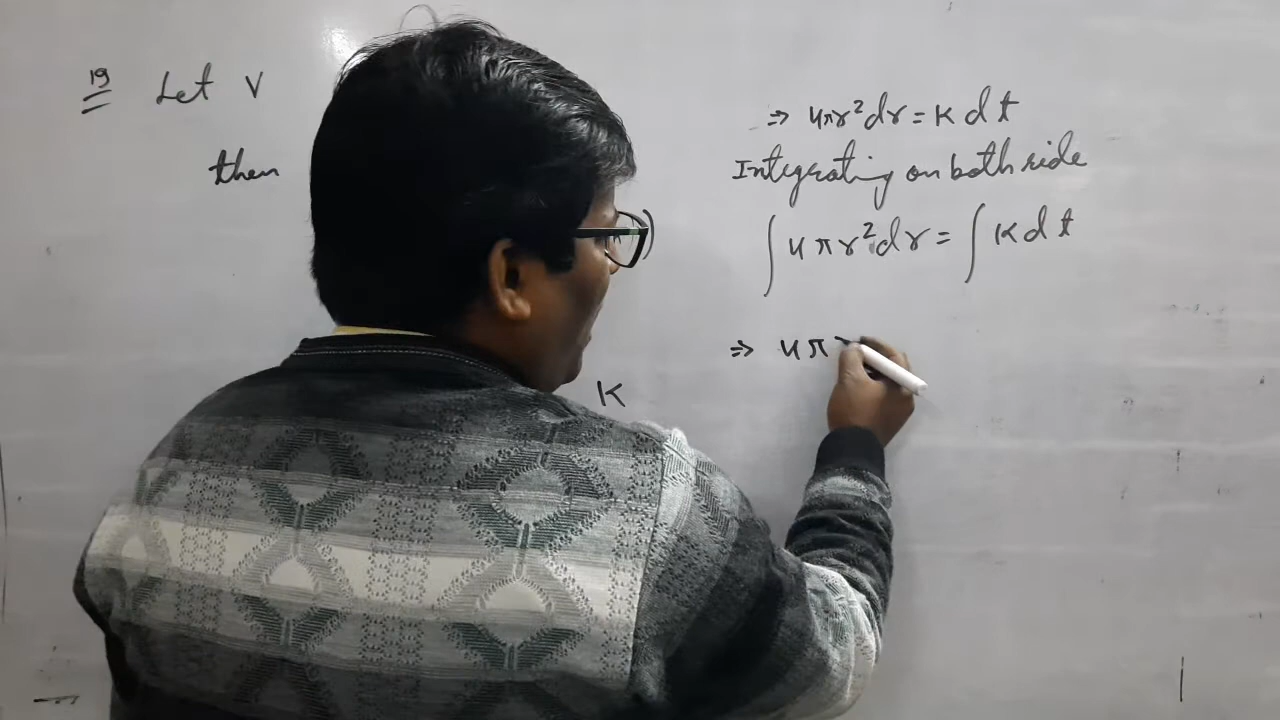 19 Let V
then
K
⇒ 4πr²dr = K dt
Integrating on both side
∫ 4πr²dr = ∫ K dt
⇒ 4π